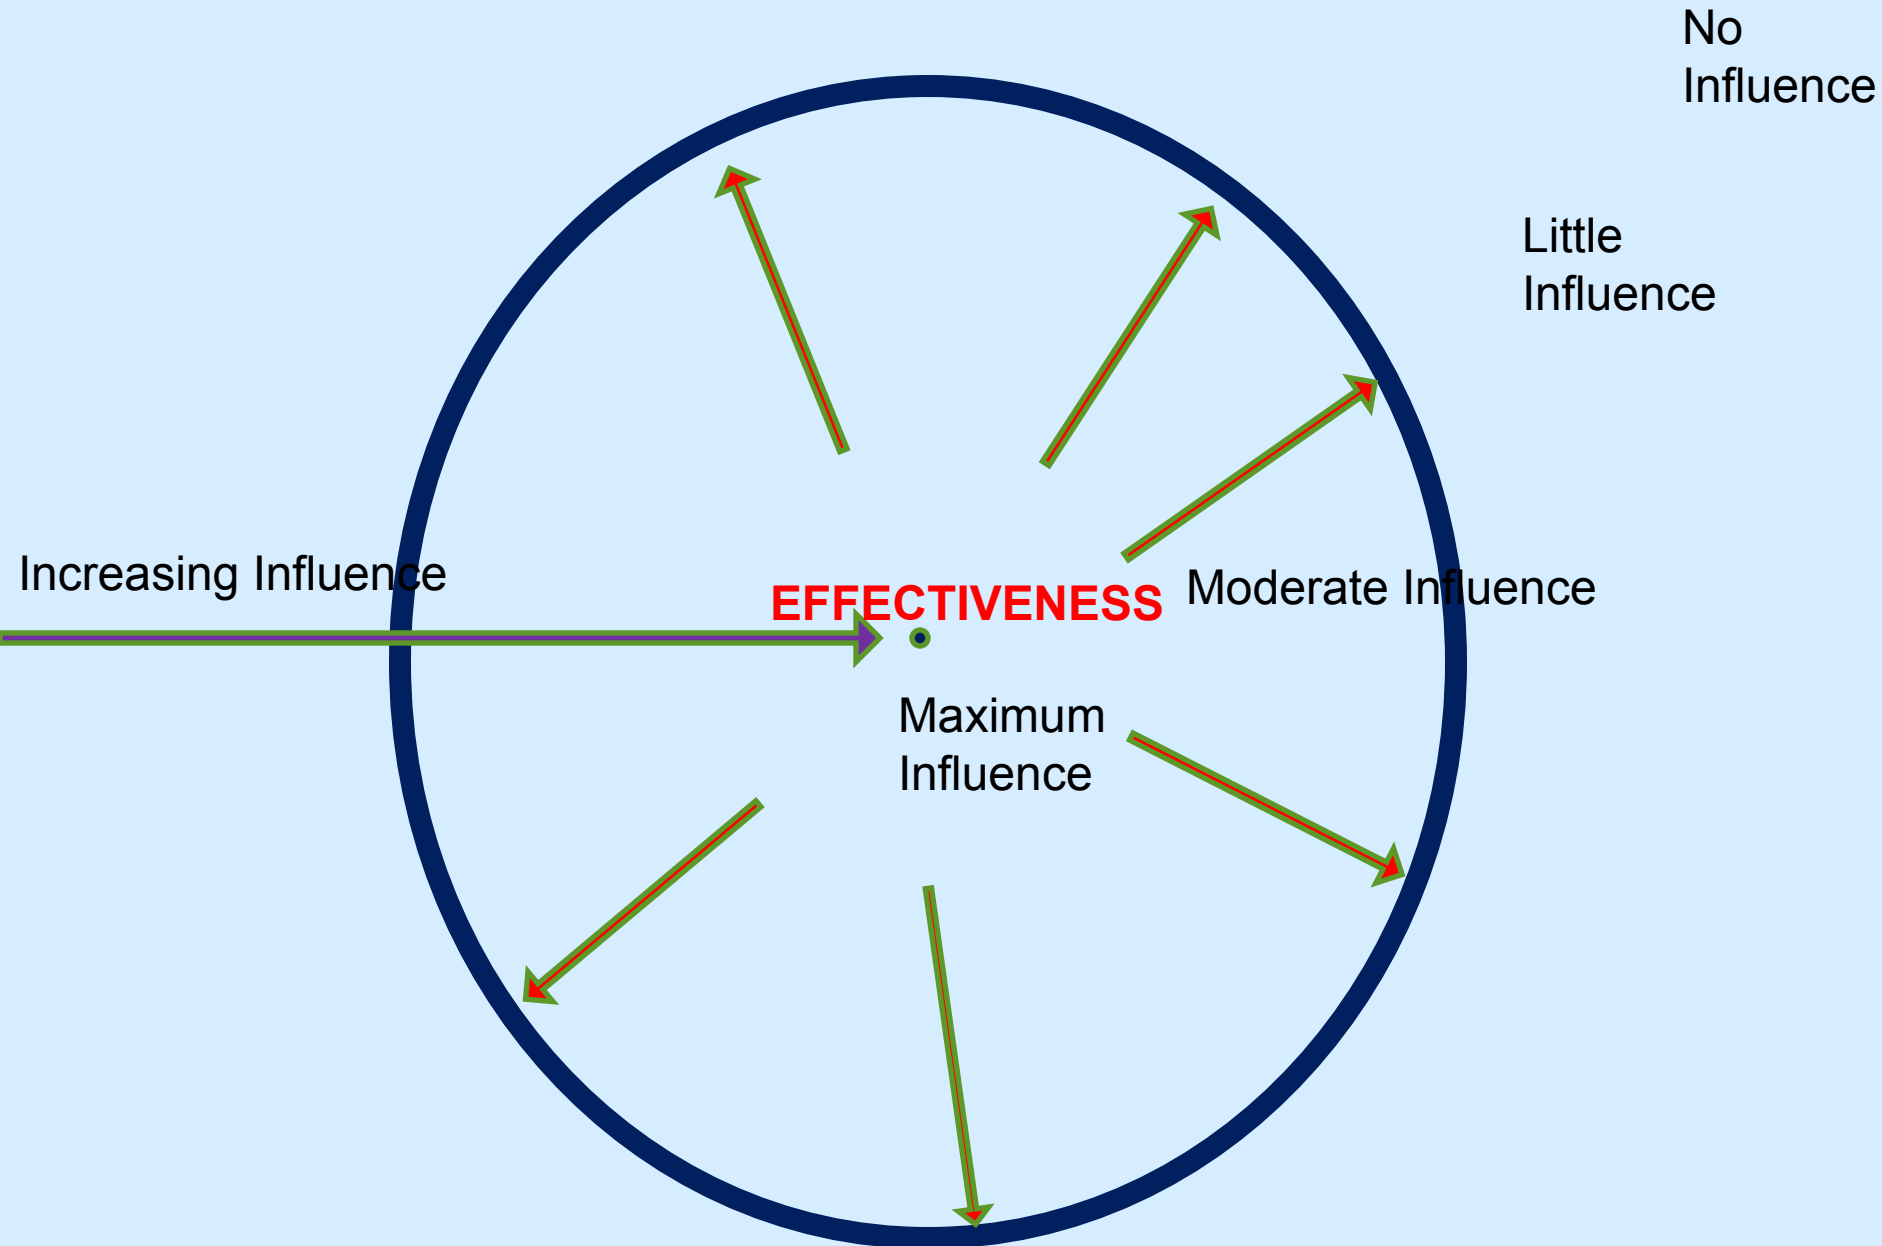 No
Influence
Little
Influence
Increasing Influence
EFFECTIVENESS
Moderate Influence
Maximum
Influence